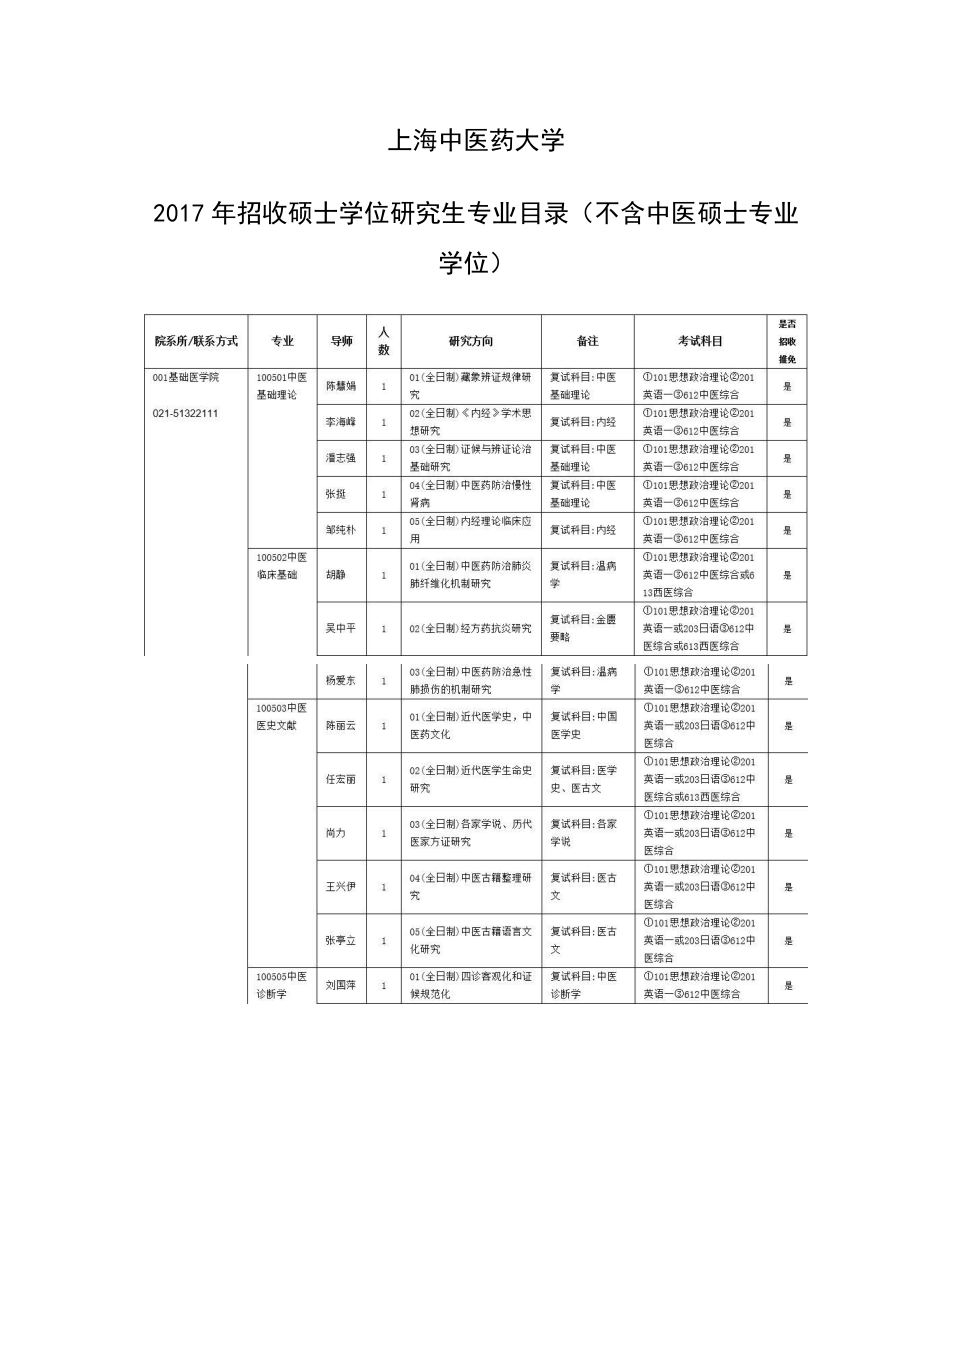 上海中医药大学
2017 年招收硕士学位研究生专业目录（不含中医硕士专业
学位）
院系所/联系方式 专业 导师 人数 研究方向 备注 考试科目 是否招收推免
001基础医学院
021-51322111
100501中医基础理论
陈慧娟 1 01(全日制)藏象辨证规律研究 复试科目:中医基础理论 ①101思想政治理论②201英语一③612中医综合 是
李海峰 1 02(全日制)《内经》学术思想研究 复试科目:内经 ①101思想政治理论②201英语一③612中医综合 是
潘志强 1 03(全日制)证候与辨证论治基础研究 复试科目:中医基础理论 ①101思想政治理论②201英语一③612中医综合 是
张挺 1 04(全日制)中医药防治慢性肾病 复试科目:中医基础理论 ①101思想政治理论②201英语一③612中医综合 是
邹纯朴 1 05(全日制)内经理论临床应用 复试科目:内经 ①101思想政治理论②201英语一③612中医综合 是
100502中医临床基础
胡静 1 01(全日制)中医药防治肺炎肺纤维化机制研究 复试科目:温病学 ①101思想政治理论②201英语一③612中医综合或613西医综合 是
吴中平 1 02(全日制)经方药抗炎研究 复试科目:金匮要略 ①101思想政治理论②201英语一或203日语③612中医综合或613西医综合 是
杨爱东 1 03(全日制)中医药防治急性肺损伤的机制研究 复试科目:温病学 ①101思想政治理论②201英语一③612中医综合 是
100503中医医史文献
陈丽云 1 01(全日制)近代医学史，中医药文化 复试科目:中国医学史 ①101思想政治理论②201英语一或203日语③612中医综合 是
任宏丽 1 02(全日制)近代医学生命史研究 复试科目:医学史、医古文 ①101思想政治理论②201英语一或203日语③612中医综合或613西医综合 是
尚力 1 03(全日制)各家学说、历代医家方证研究 复试科目:各家学说 ①101思想政治理论②201英语一或203日语③612中医综合 是
王兴伊 1 04(全日制)中医古籍整理研究 复试科目:医古文 ①101思想政治理论②201英语一或203日语③612中医综合 是
张亭立 1 05(全日制)中医古籍语言文化研究 复试科目:医古文 ①101思想政治理论②201英语一或203日语③612中医综合 是
100505中医诊断学
刘国萍 1 01(全日制)四诊客观化和证候规范化 复试科目:中医诊断学 ①101思想政治理论②201英语一③612中医综合 是